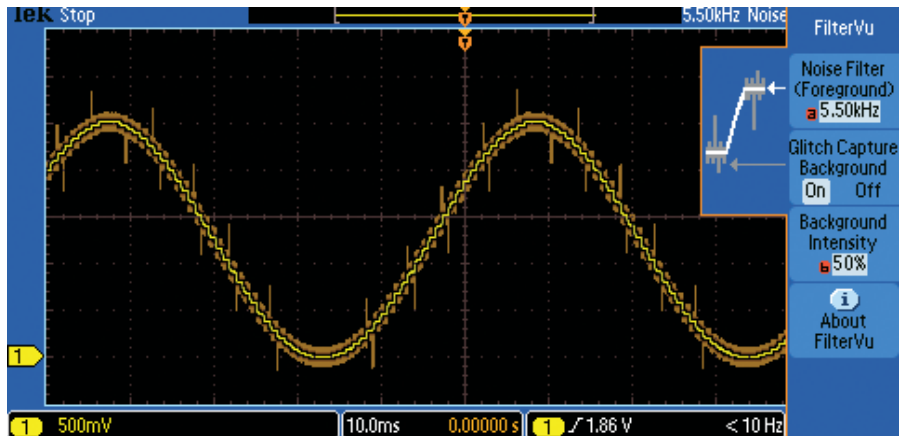 Tek Stop 5.50kHz Noise
FilterVu
Noise Filter
(Foreground)
a 5.50kHz
Glitch Capture
Background
On Off
Background
Intensity
b 50%
i
About
FilterVu
1
1 500mV 10.0ms 0.00000 s 1 1.86 V < 10 Hz